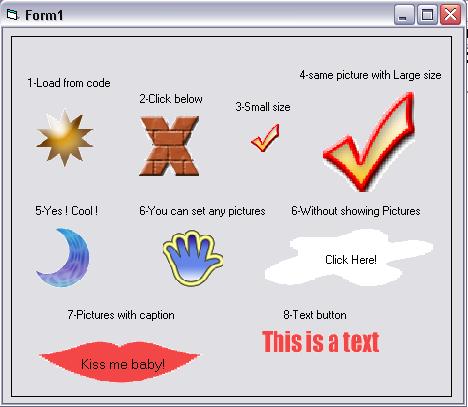 Form1
1-Load from code
2-Click below
3-Small size
4-same picture with Large size
5-Yes ! Cool !
6-You can set any pictures
6-Without showing Pictures
Click Here!
7-Pictures with caption
8-Text button
Kiss me baby!
This is a text